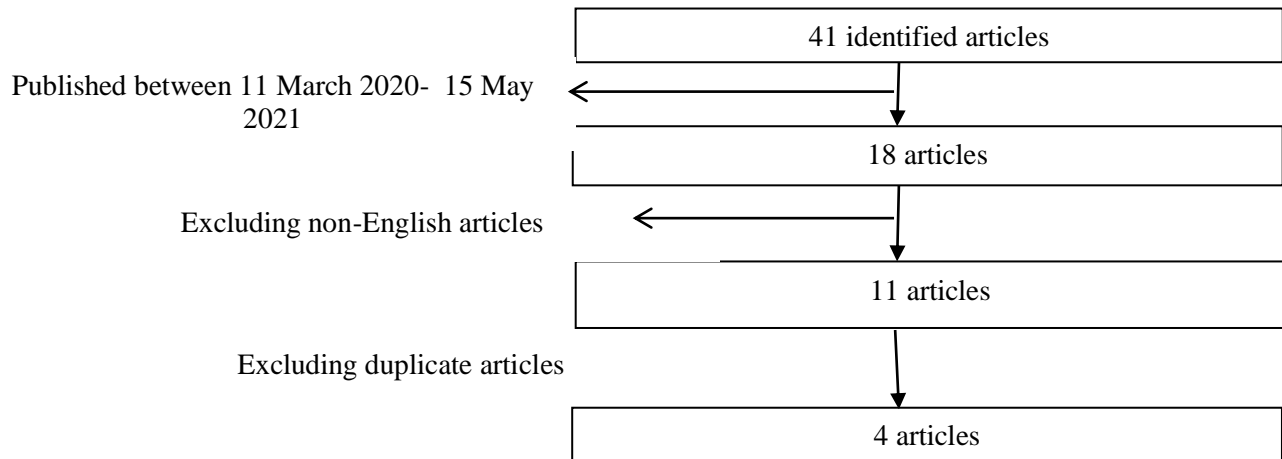 41 identified articles
Published between 11 March 2020- 15 May
2021
18 articles
Excluding non-English articles
11 articles
Excluding duplicate articles
4 articles